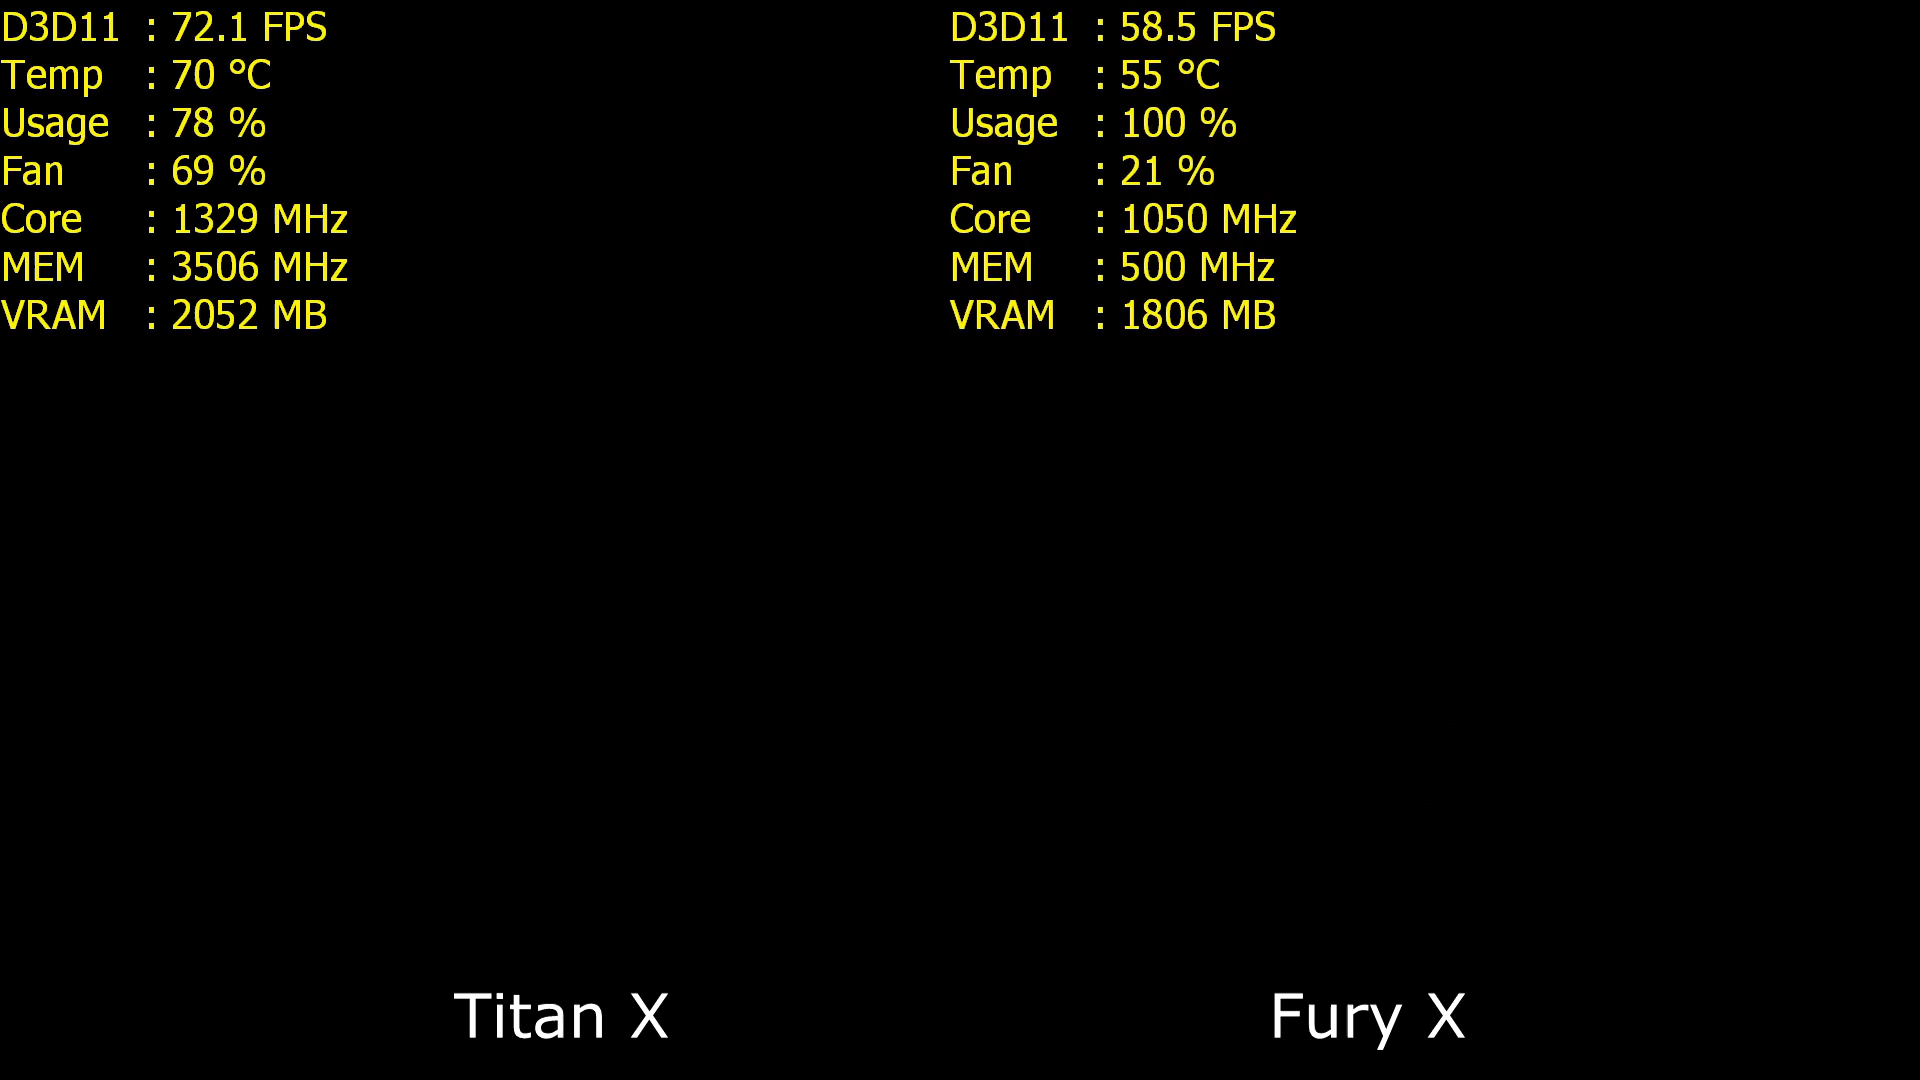 D3D11 : 72.1 FPS
Temp : 70 °C
Usage : 78 %
Fan : 69 %
Core : 1329 MHz
MEM : 3506 MHz
VRAM : 2052 MB
D3D11 : 58.5 FPS
Temp : 55 °C
Usage : 100 %
Fan : 21 %
Core : 1050 MHz
MEM : 500 MHz
VRAM : 1806 MB
Titan X
Fury X